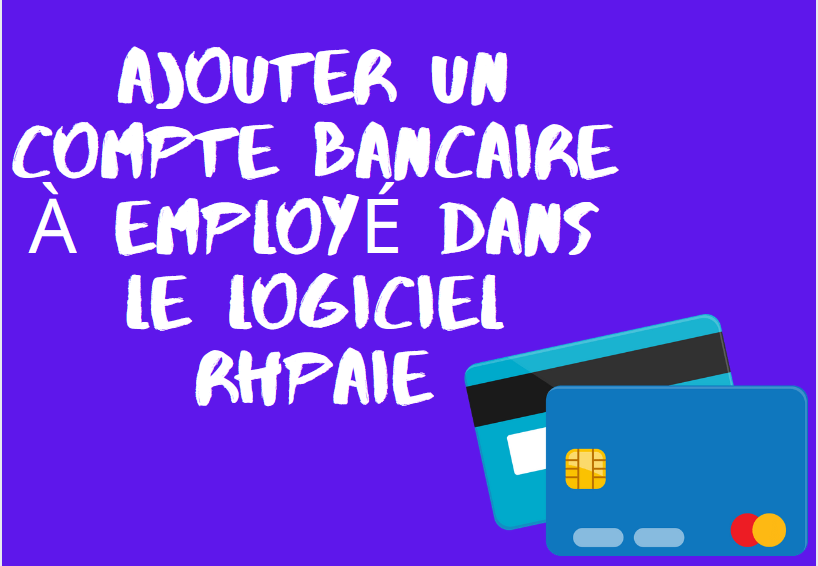 AJOUTER UN
COMPTE BANCAIRE
À EMPLOYÉ DANS
LE LOGICIEL
RHPAIE